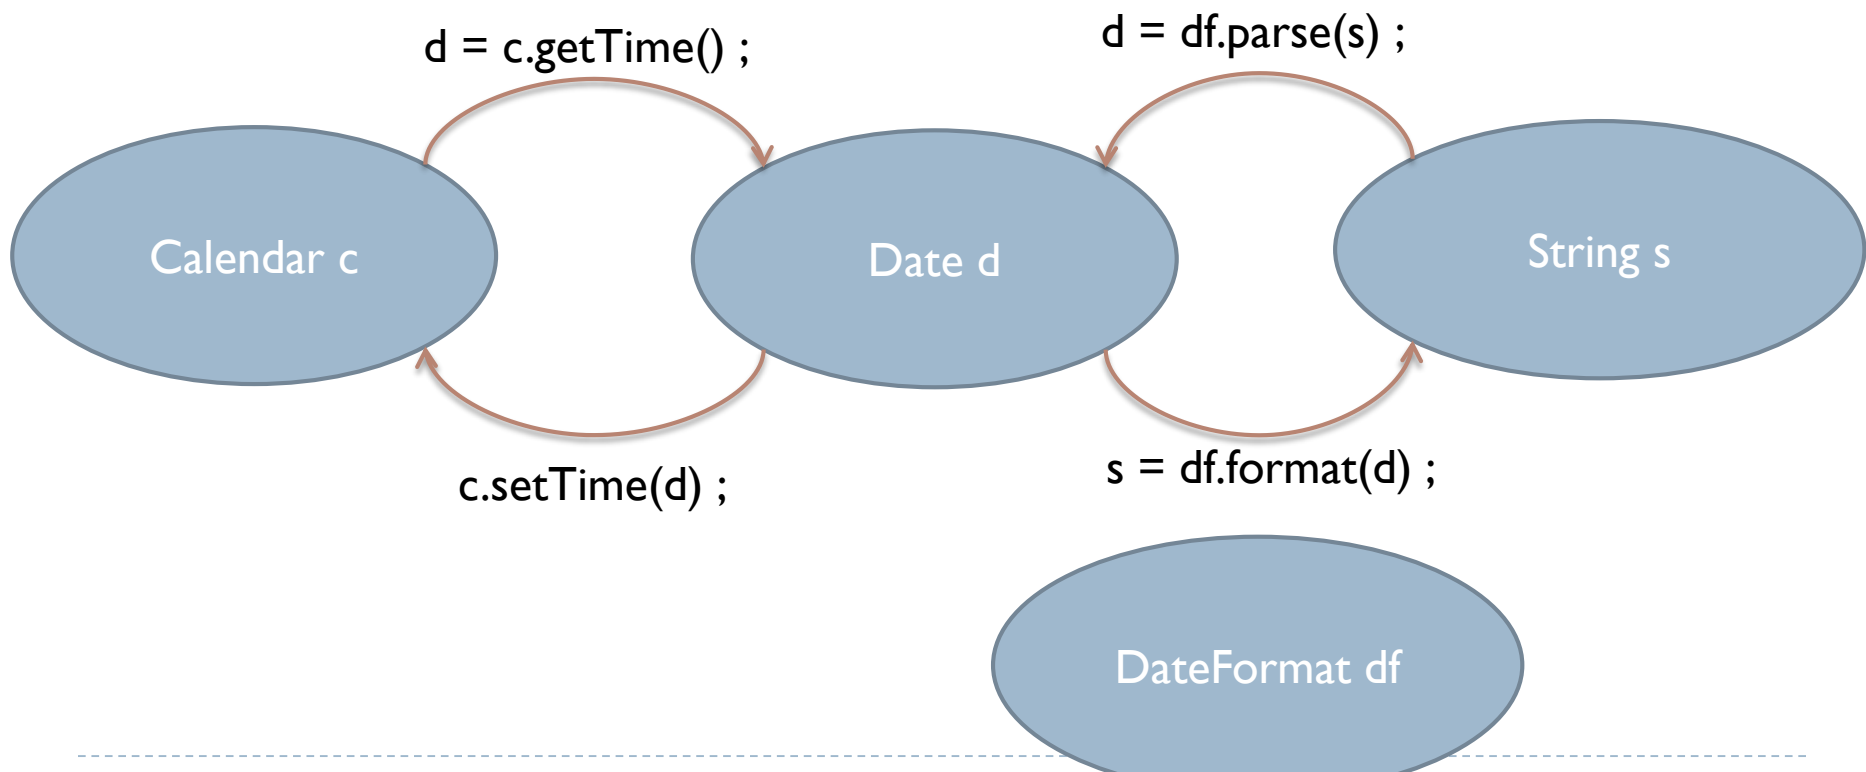 d = c.getTime() ;
d = df.parse(s) ;
Calendar c
Date d
String s
c.setTime(d) ;
s = df.format(d) ;
DateFormat df